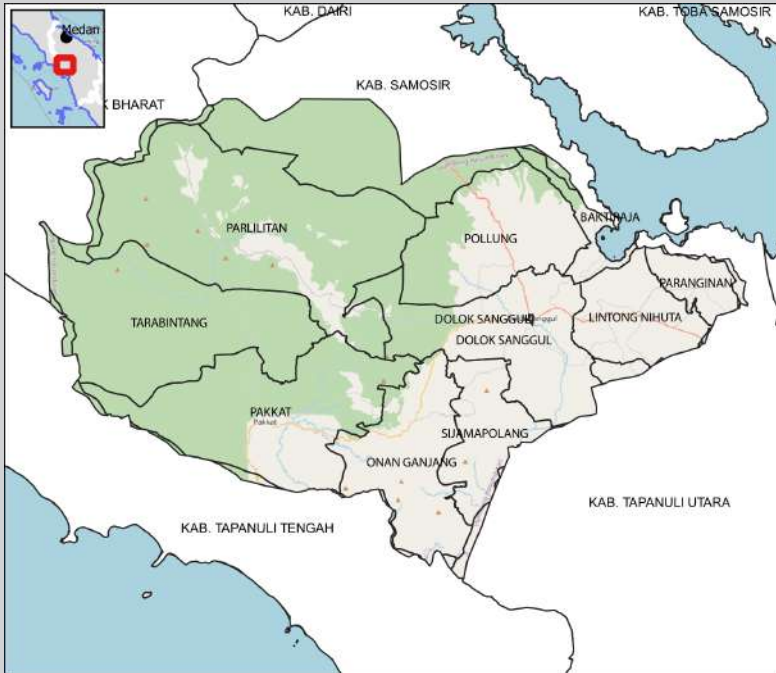 KAB. DAIRI
KAB. TOBA SAMOSIR
Medan
KAB. SAMOSIR
K BHARAT
BAKTIRAJA
PARLILITAN
POLLUNG
PARANGINAN
TARABINTANG
DOLOK SANGGUL
LINTONG NIHUTA
DOLOK SANGGUL
PAKKAT
Pakkat
SIJAMAPOLANG
ONAN GANJANG
KAB. TAPANULI UTARA
KAB. TAPANULI TENGAH